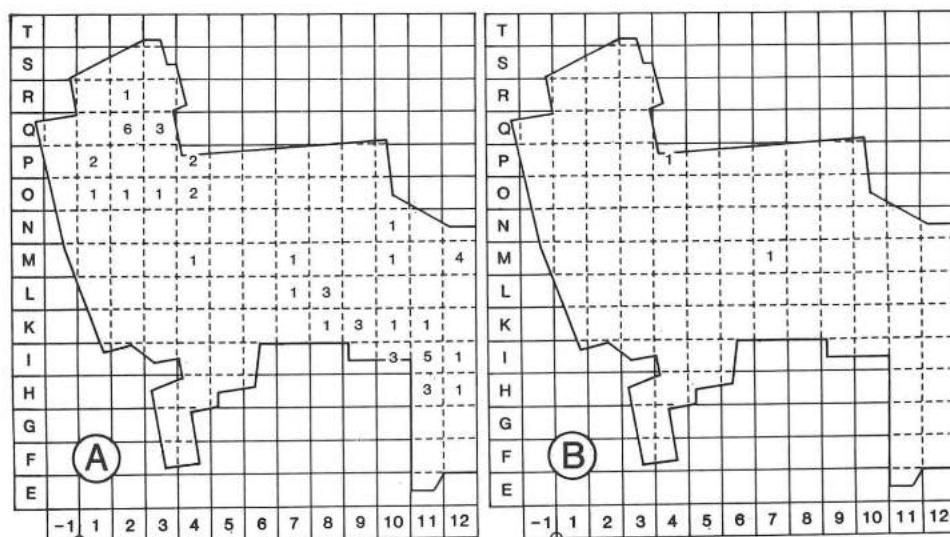 T T
S S
R 1 R
Q 6 3 Q
P 2 2 P 1
O 1 1 1 2 O
N 1 N
M 1 1 1 4 M 1
L 1 3 L
K 1 3 1 1 K
I 3 5 1 I
H 3 1 H
G G
F A F B
E E
-1 1 2 3 4 5 6 7 8 9 10 11 12 -1 1 2 3 4 5 6 7 8 9 10 11 12